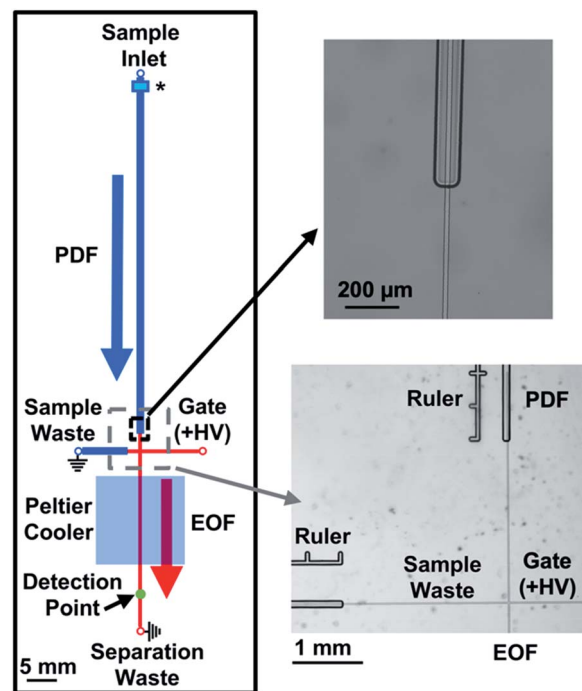 Sample
Inlet
*
PDF
Sample
Waste
Gate
(+HV)
Peltier
Cooler
EOF
Detection
Point
Separation
Waste
5 mm
200 µm
Ruler
PDF
Ruler
Sample
Waste
Gate
(+HV)
1 mm
EOF